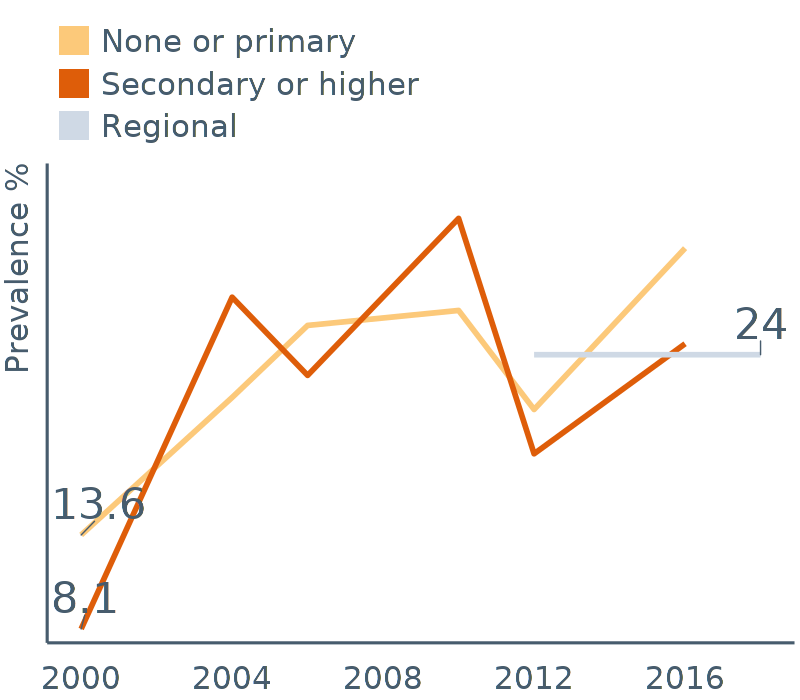 None or primary
Secondary or higher
Regional
Prevalence %
24
13.6
8.1
2000 2004 2008 2012 2016